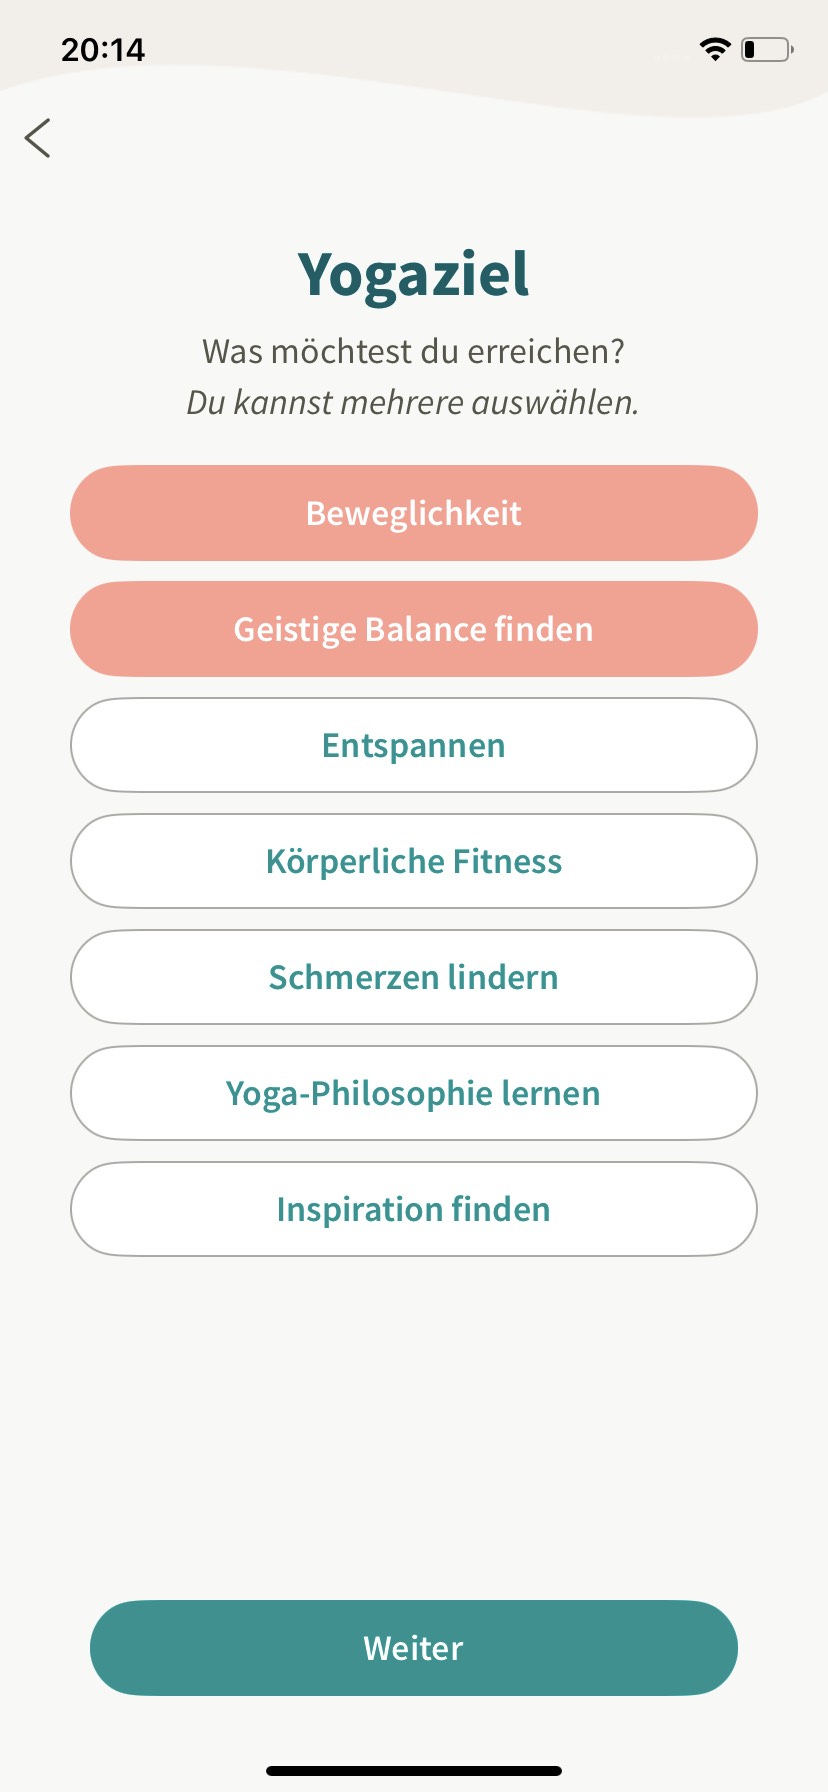 20:14
Yogaziel
Was möchtest du erreichen?
Du kannst mehrere auswählen.
Beweglichkeit
Geistige Balance finden
Entspannen
Körperliche Fitness
Schmerzen lindern
Yoga-Philosophie lernen
Inspiration finden
Weiter